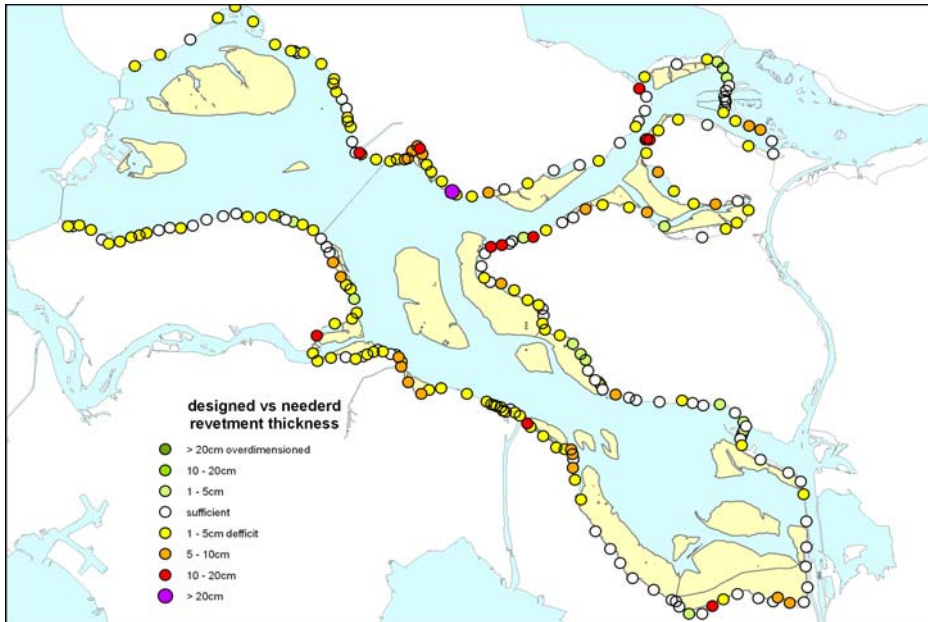 designed vs neederd
revetment thickness
> 20cm overdimensioned
10 - 20cm
1 - 5cm
sufficient
1 - 5cm defficit
5 - 10cm
10 - 20cm
> 20cm